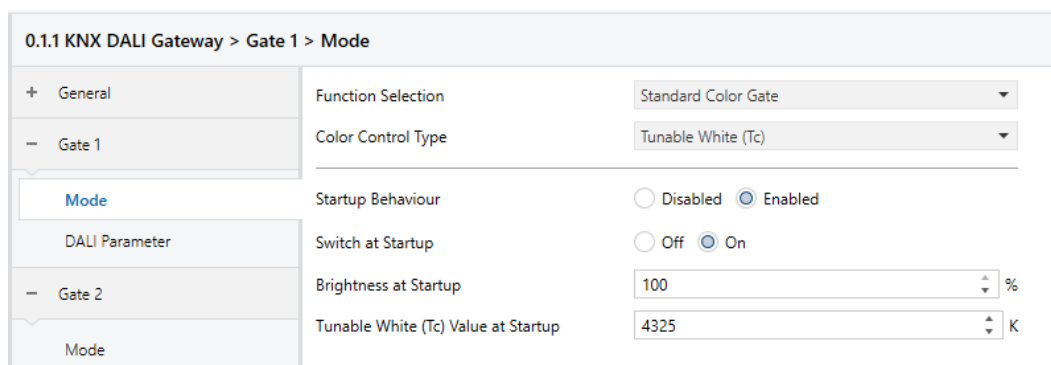 0.1.1 KNX DALI Gateway > Gate 1 > Mode
+ General
− Gate 1
Mode
DALI Parameter
− Gate 2
Mode
Function Selection Standard Color Gate
Color Control Type Tunable White (Tc)
Startup Behaviour Disabled Enabled
Switch at Startup Off On
Brightness at Startup 100 %
Tunable White (Tc) Value at Startup 4325 K